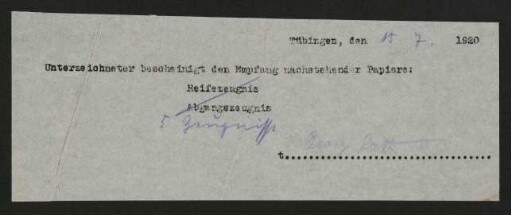 Tübingen, den 15 7. 1920
Unterzeichneter bescheinigt den Empfang nachstehender Papiere:
Reifezeugnis
Abgangszeugnis
5 Zeugnisse
t